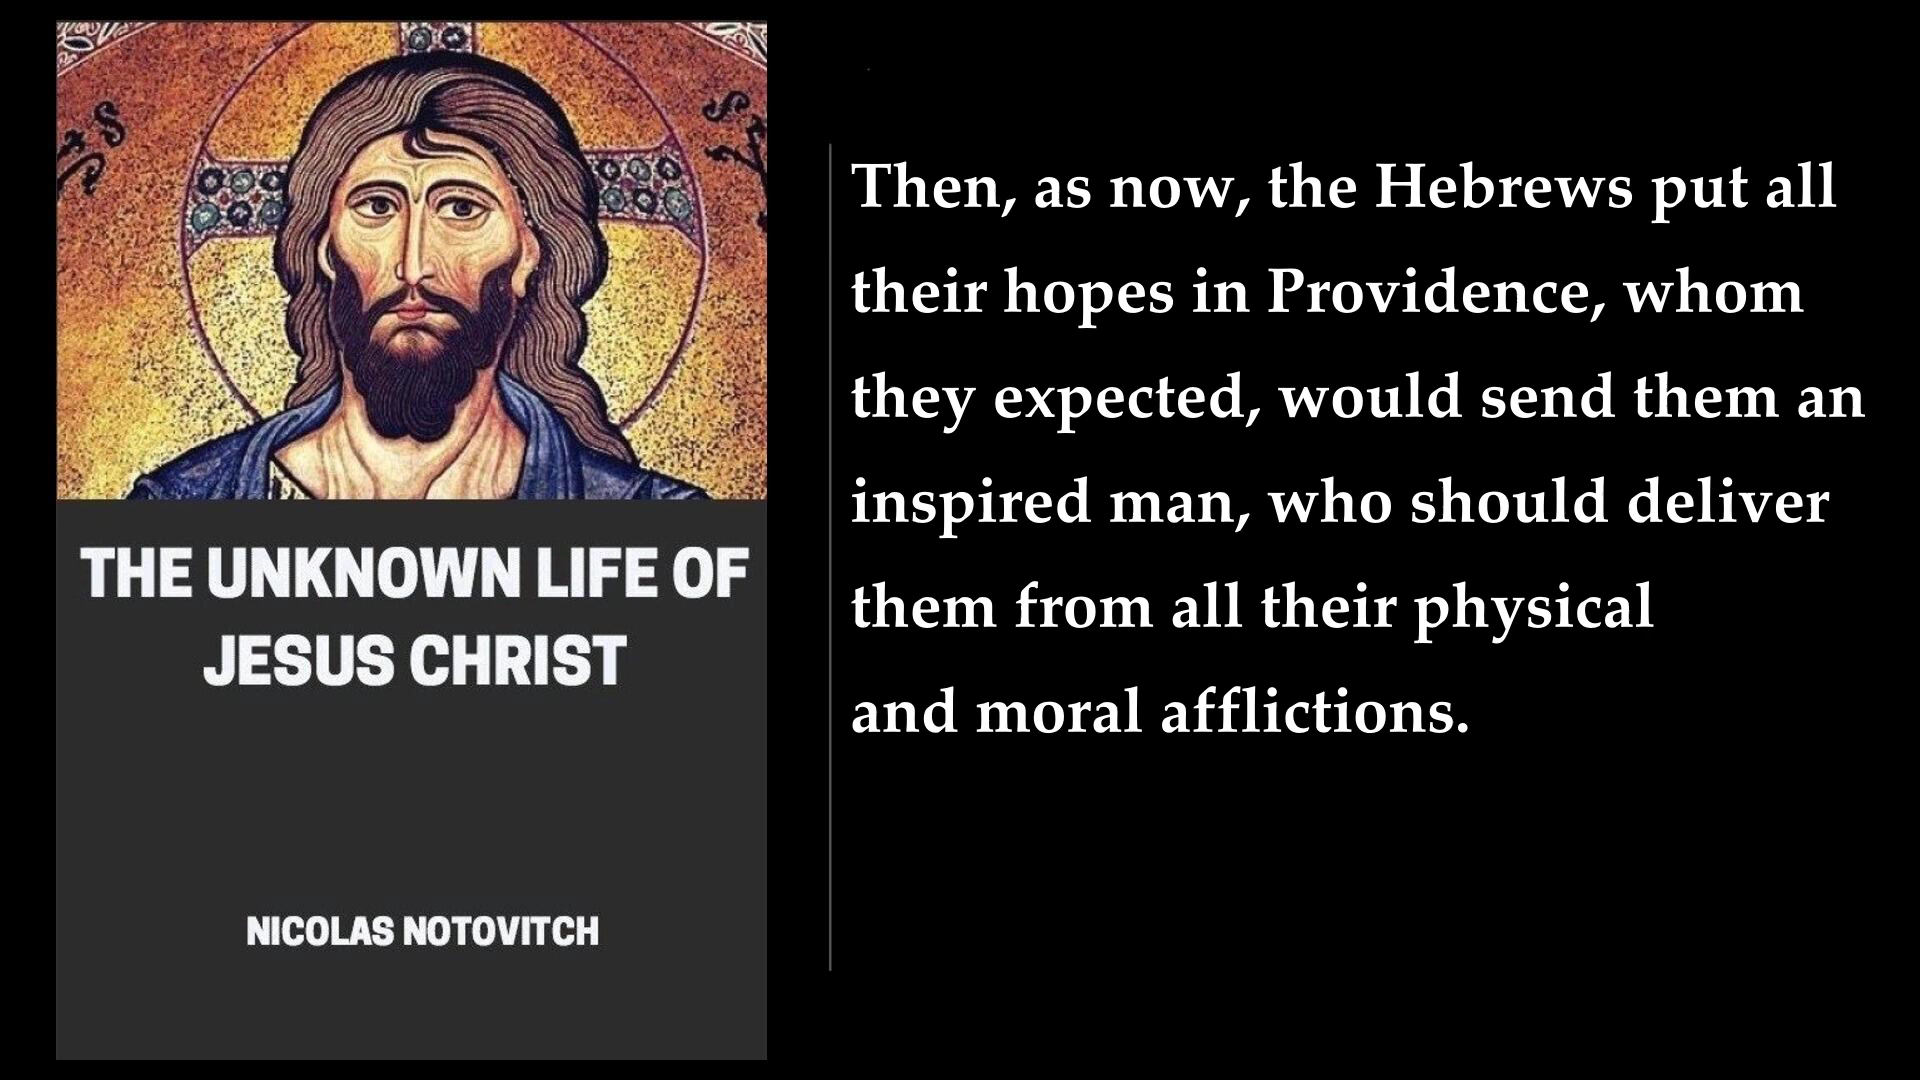 THE UNKNOWN LIFE OF
JESUS CHRIST
NICOLAS NOTOVITCH
Then, as now, the Hebrews put all
their hopes in Providence, whom
they expected, would send them an
inspired man, who should deliver
them from all their physical
and moral afflictions.